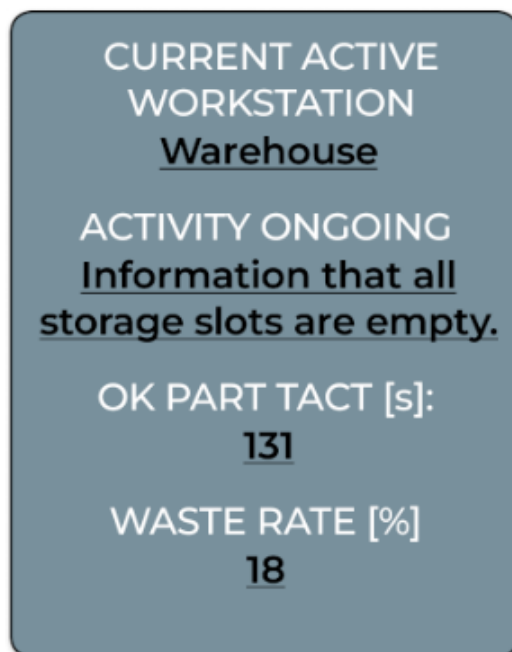 CURRENT ACTIVE
WORKSTATION
Warehouse
ACTIVITY ONGOING
Information that all
storage slots are empty.
OK PART TACT [s]:
131
WASTE RATE [%]
18